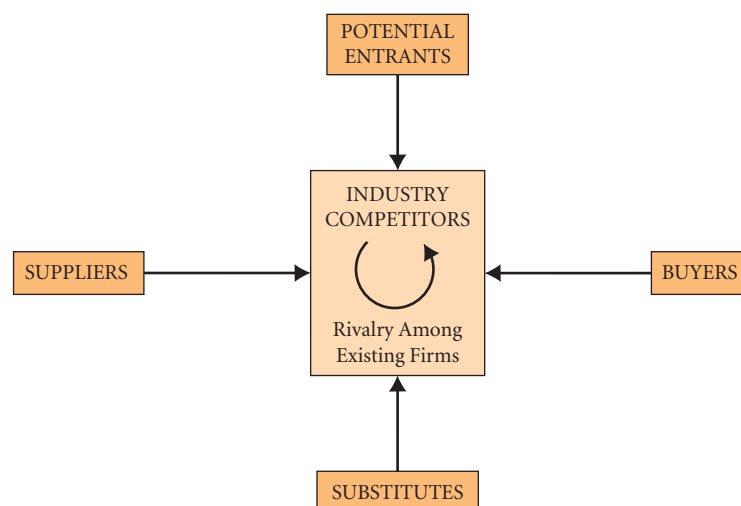 POTENTIAL
ENTRANTS
INDUSTRY
COMPETITORS
SUPPLIERS
BUYERS
Rivalry Among
Existing Firms
SUBSTITUTES